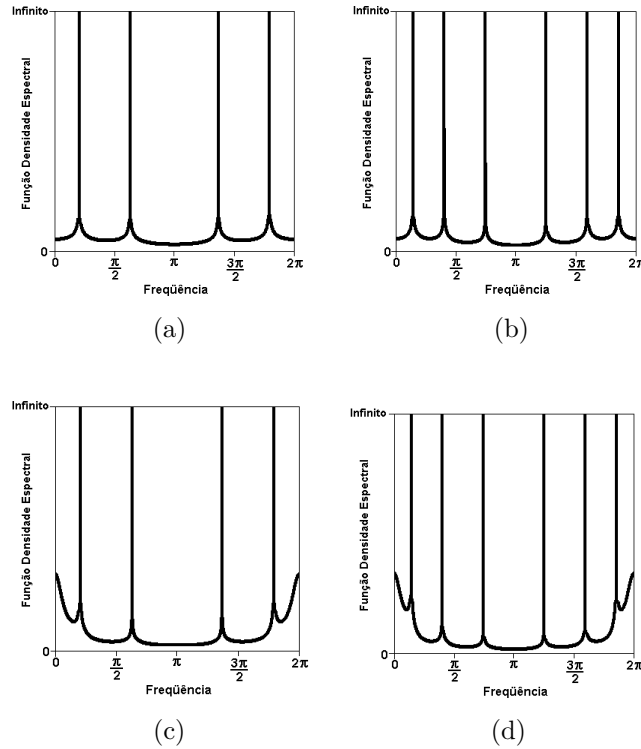 Infinito
Função Densidade Espectral
0
0 π/2 π 3π/2 2π
Freqüência
(a)
Infinito
Função Densidade Espectral
0
0 π/2 π 3π/2 2π
Freqüência
(b)
Infinito
Função Densidade Espectral
0
0 π/2 π 3π/2 2π
Freqüência
(c)
Infinito
Função Densidade Espectral
0
0 π/2 π 3π/2 2π
Freqüência
(d)